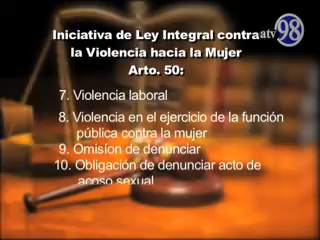 Iniciativa de Ley Integral contra
atv 98
la Violencia hacia la Mujer
Arto. 50:
7. Violencia laboral
8. Violencia en el ejercicio de la función
pública contra la mujer
9. Omisíon de denunciar
10. Obligación de denunciar acto de
acoso sexual